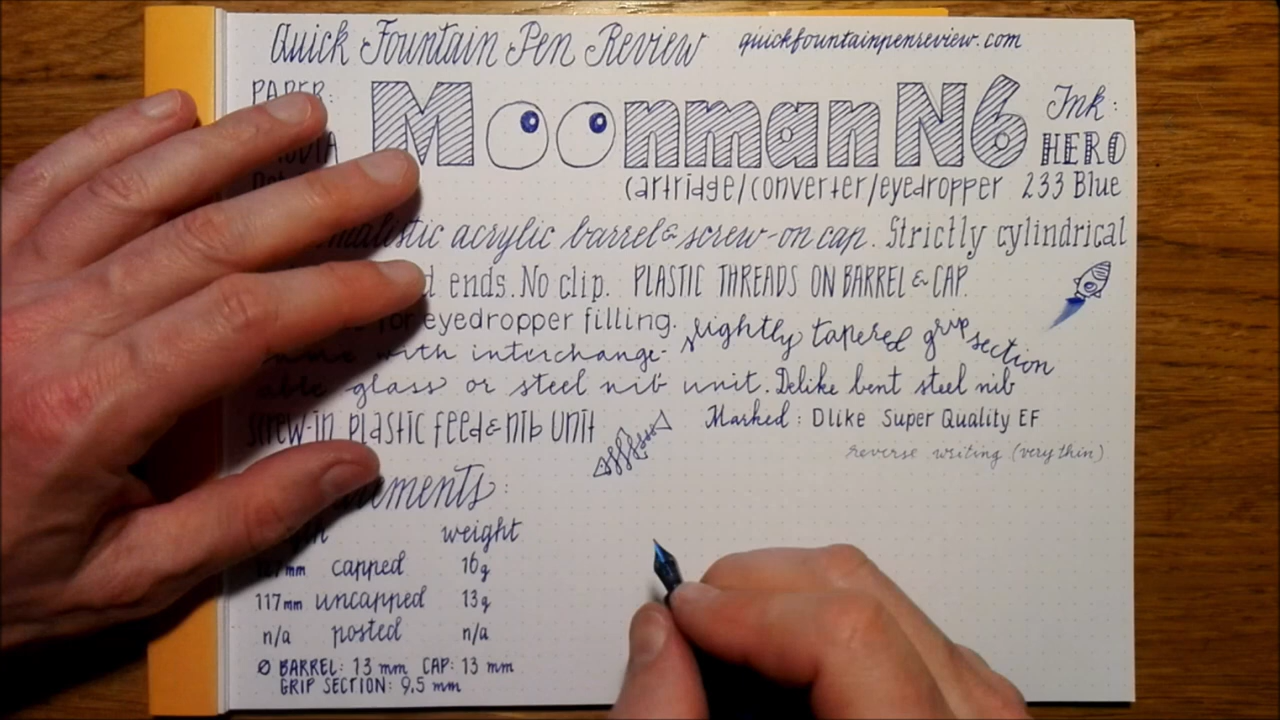 Quick Fountain Pen Review quickfountainpenreview.com
PAPER: Moonman N6 Ink:
HERO
Cartridge/converter/eyedropper 233 Blue
acrylic barrel & screw-on cap. Strictly cylindrical
ends. No clip. PLASTIC THREADS ON BARREL & CAP.
for eyedropper filling. slightly tapered grip section
with interchange-
able glass or steel nib unit. Delike bent steel nib
screw-in plastic feed & nib unit Marked: Dlike Super Quality EF
reverse writing (very thin)
weight
mm capped 16g
117mm uncapped 13g
n/a posted n/a
Ø BARREL: 13 mm CAP: 13 mm
GRIP SECTION: 9.5 mm